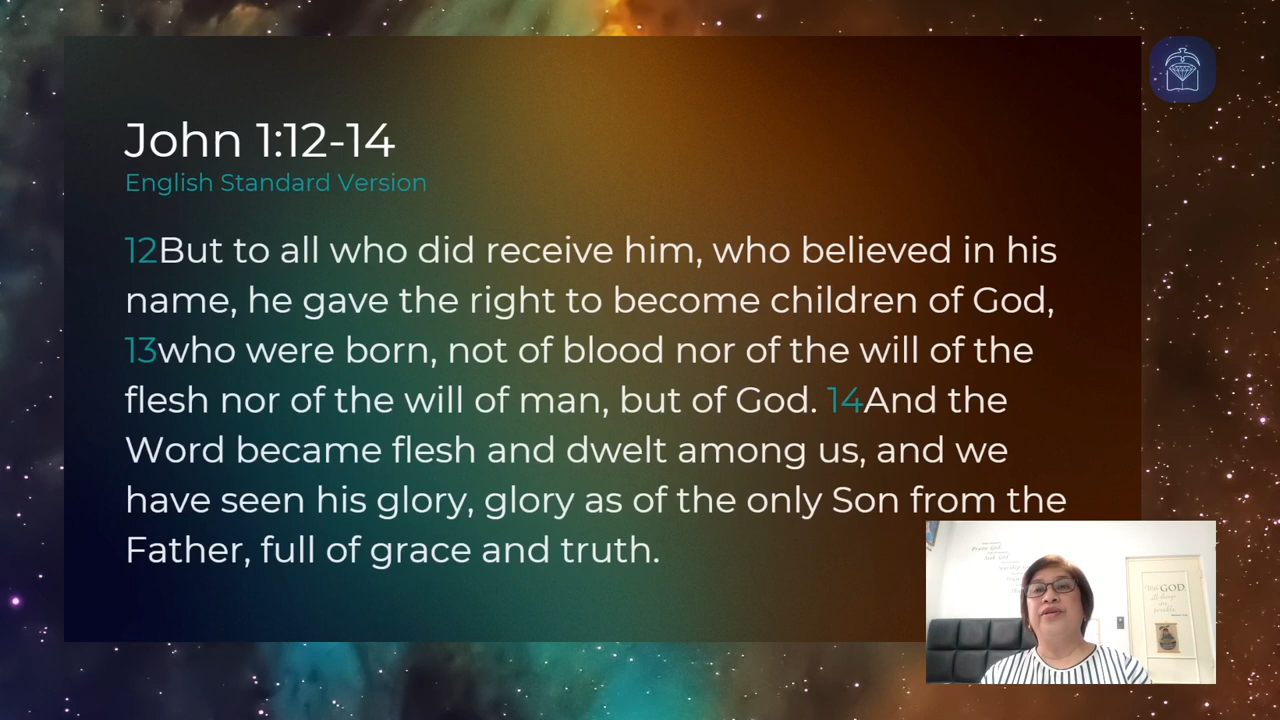 John 1:12-14
English Standard Version
12But to all who did receive him, who believed in his
name, he gave the right to become children of God,
13who were born, not of blood nor of the will of the
flesh nor of the will of man, but of God. 14And the
Word became flesh and dwelt among us, and we
have seen his glory, glory as of the only Son from the
Father, full of grace and truth.
GOD